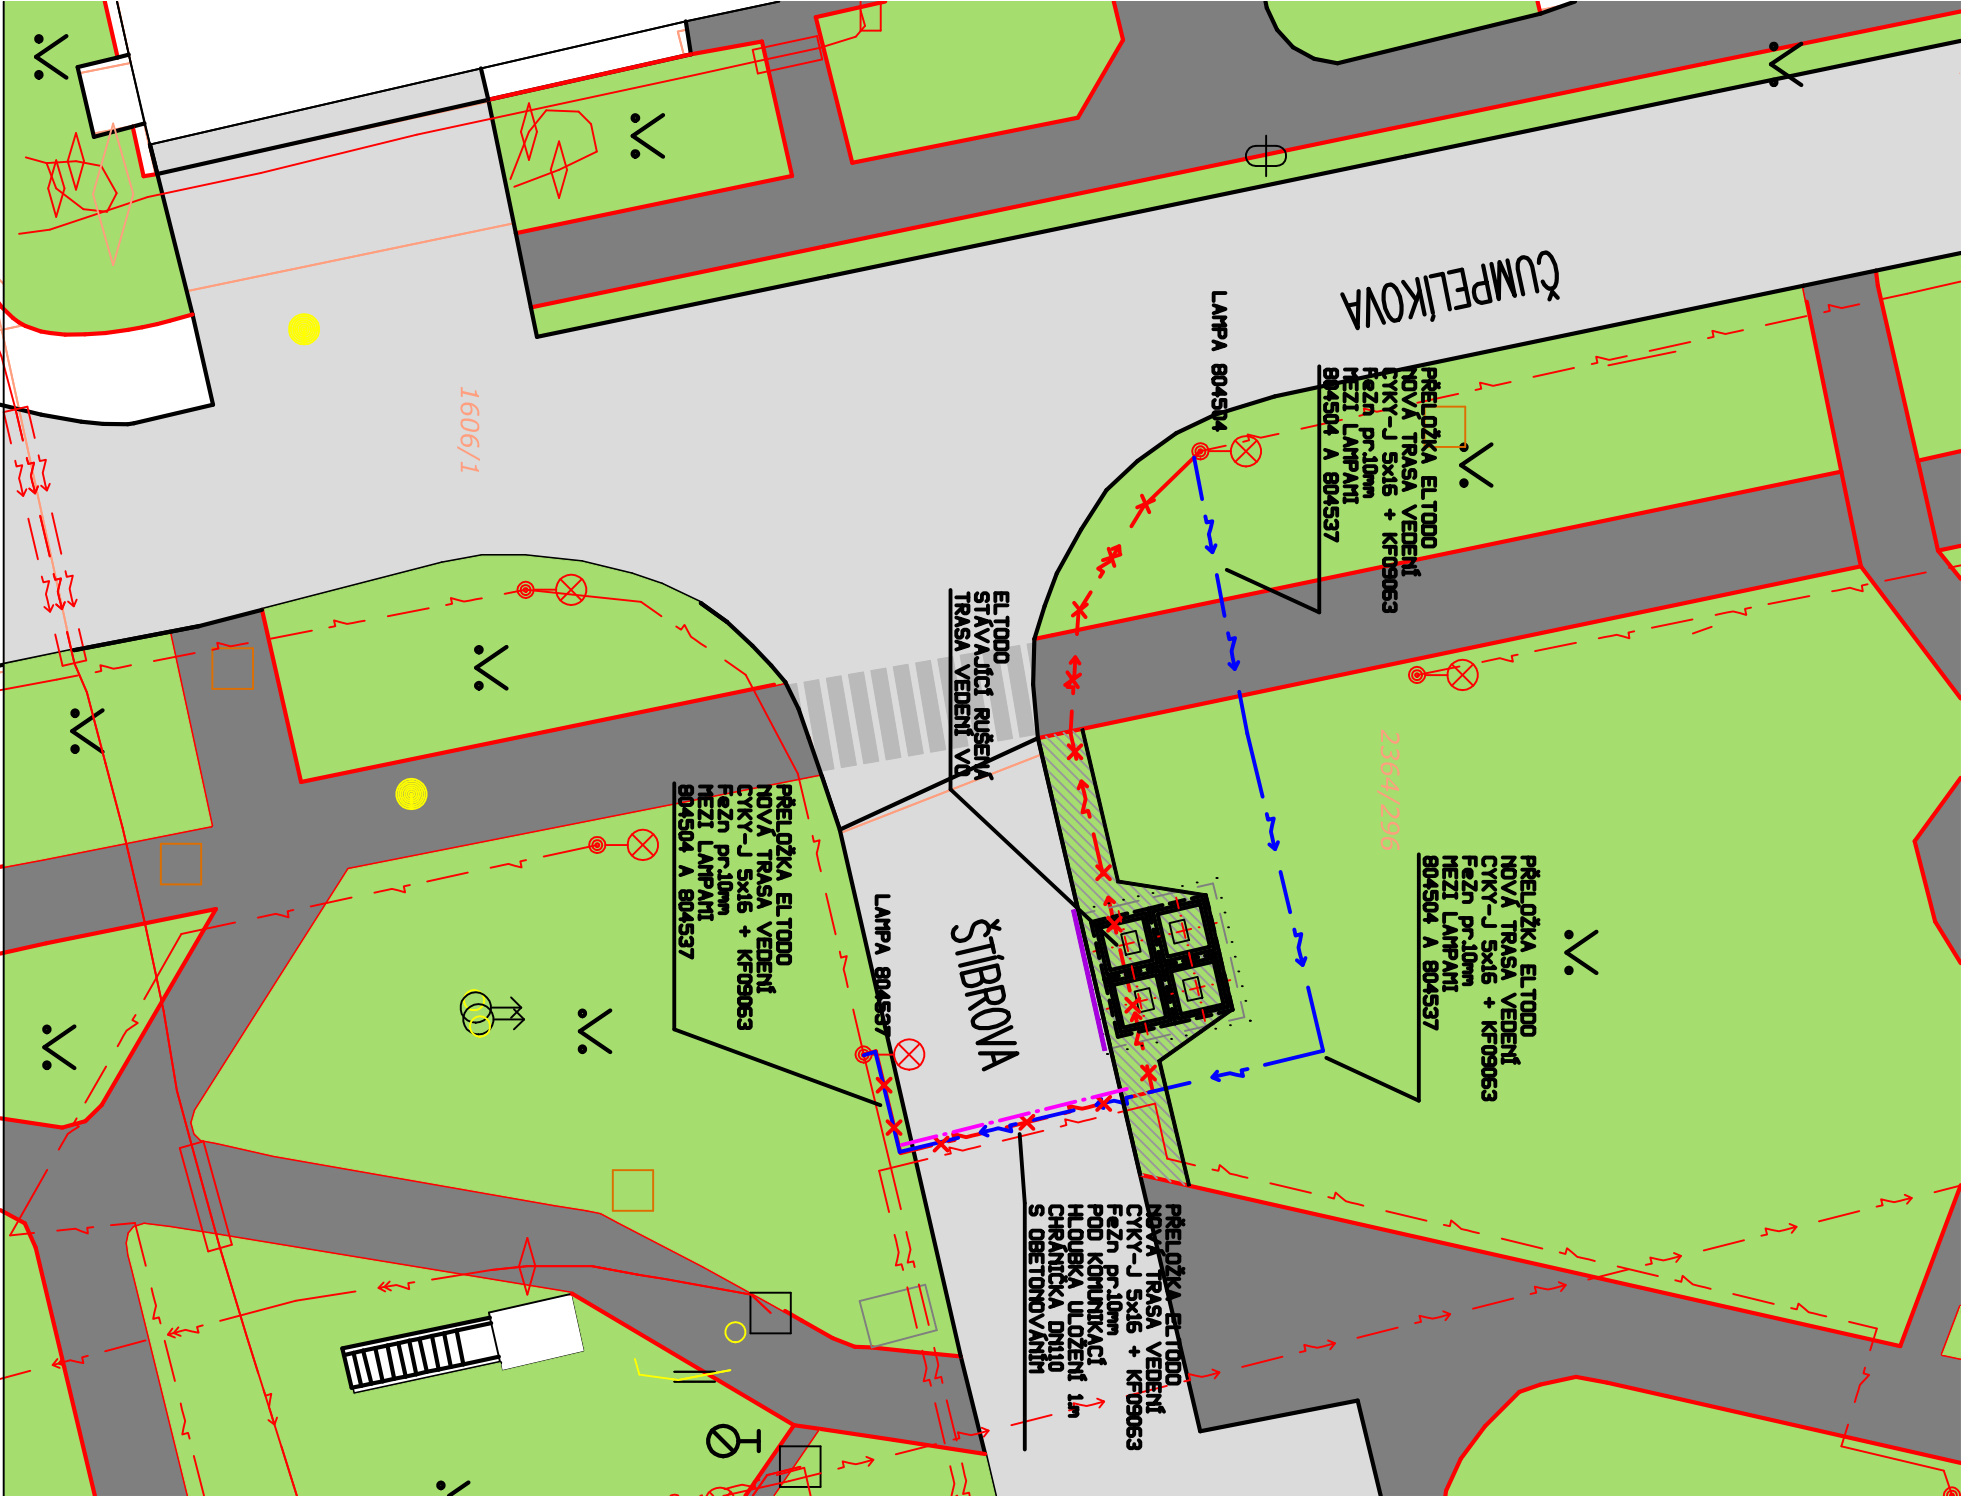 ČUMPELÍKOVA
LAMPA 804504
PŘELOŽKA ELTODO
NOVÁ TRASA VEDENÍ
CYKY-J 5x16 + KF09063
FeZn pr.10mm
MEZI LAMPAMI
804504 A 804537
1606/1
ELTODO
STÁVAJÍCÍ RUŠENÁ
TRASA VEDENÍ VO
2364/296
PŘELOŽKA ELTODO
NOVÁ TRASA VEDENÍ
CYKY-J 5x16 + KF09063
FeZn pr.10mm
MEZI LAMPAMI
804504 A 804537
LAMPA 804537
ŠTÍBROVA
PŘELOŽKA ELTODO
NOVÁ TRASA VEDENÍ
CYKY-J 5x16 + KF09063
FeZn pr.10mm
MEZI LAMPAMI
804504 A 804537
PŘELOŽKA ELTODO
NOVÁ TRASA VEDENÍ
CYKY-J 5x16 + KF09063
FeZn pr.10mm
POD KOMUNIKACÍ
HLOUBKA ULOŽENÍ 1m
CHRÁNIČKA DN110
S OBETONOVÁNÍM